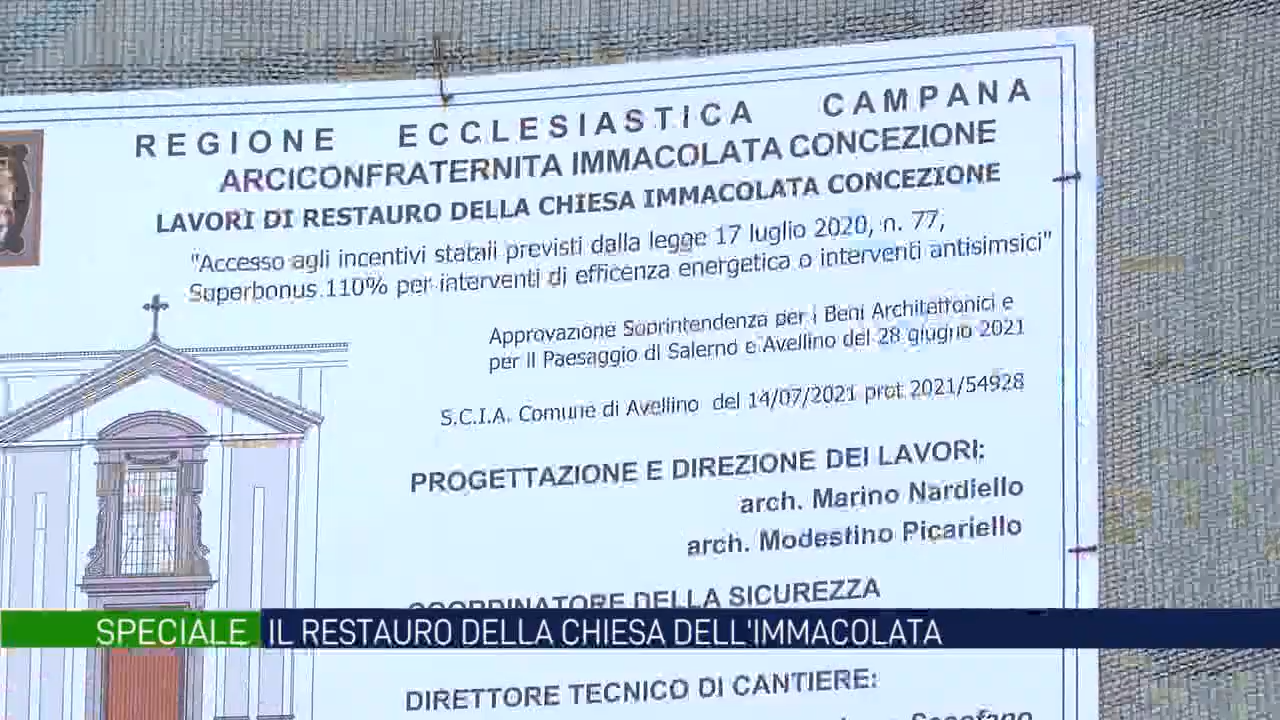 REGIONE ECCLESIASTICA CAMPANA
ARCICONFRATERNITA IMMACOLATA CONCEZIONE
LAVORI DI RESTAURO DELLA CHIESA IMMACOLATA CONCEZIONE
"Accesso agli incentivi statali previsti dalla legge 17 luglio 2020, n. 77,
Superbonus 110% per interventi di efficenza energetica o interventi antisimsici"
Approvazione Soprintendenza per i Beni Architettonici e
per il Paesaggio di Salerno e Avellino del 28 giugno 2021
S.C.I.A. Comune di Avellino del 14/07/2021 prot 2021/54928
PROGETTAZIONE E DIREZIONE DEI LAVORI:
arch. Marino Nardiello
arch. Modestino Picariello
COORDINATORE DELLA SICUREZZA
SPECIALE IL RESTAURO DELLA CHIESA DELL'IMMACOLATA
DIRETTORE TECNICO DI CANTIERE: